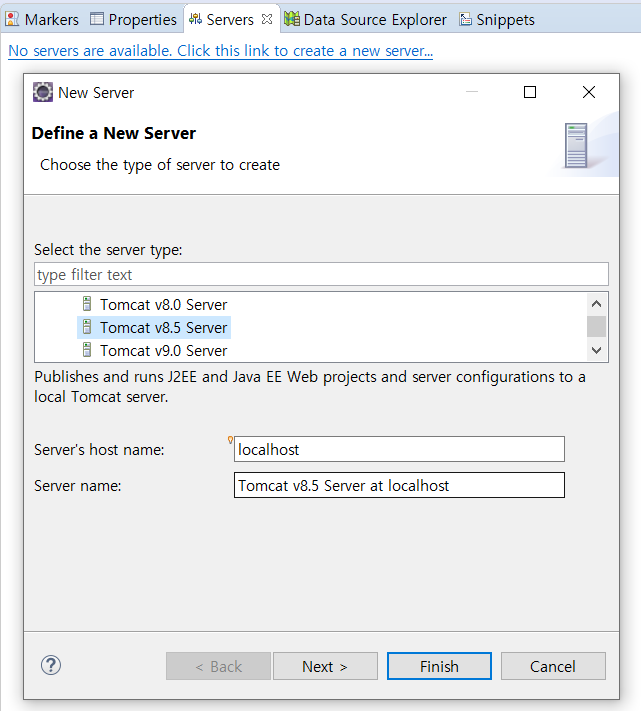 Markers Properties Servers Data Source Explorer Snippets
No servers are available. Click this link to create a new server...
New Server
Define a New Server
Choose the type of server to create
Select the server type:
type filter text
Tomcat v8.0 Server
Tomcat v8.5 Server
Tomcat v9.0 Server
Publishes and runs J2EE and Java EE Web projects and server configurations to a
local Tomcat server.
Server's host name: localhost
Server name: Tomcat v8.5 Server at localhost
? < Back Next > Finish Cancel